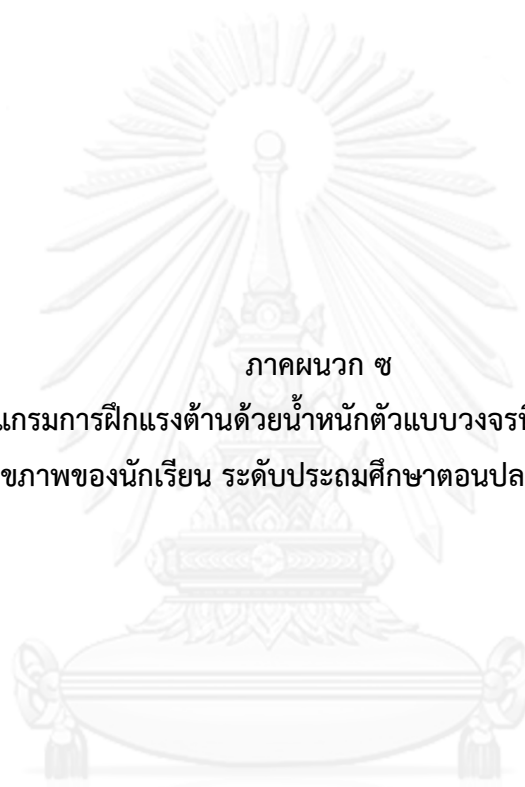 ภาคผนวก ซ
แกรมการฝึกแรงต้านด้วยน้ำหนักตัวแบบวงจร
ขภาพของนักเรียน ระดับประถมศึกษาตอนปล